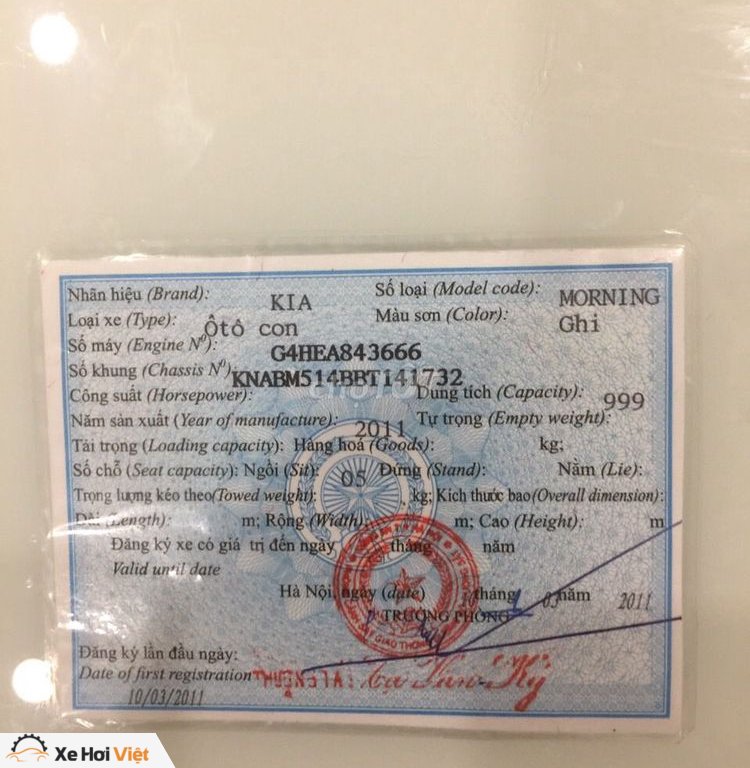 Nhãn hiệu (Brand): KIA Số loại (Model code): MORNING
Loại xe (Type): Ôtô con Màu sơn (Color): Ghi
Số máy (Engine Nº): G4HEA843666
Số khung (Chassis Nº) KNABM514BBT141732
Công suất (Horsepower): Dung tích (Capacity): 999
Năm sản xuất (Year of manufacture): 2011 Tự trọng (Empty weight):
Tải trọng (Loading capacity): Hàng hoá (Goods): kg;
Số chỗ (Seat capacity): Ngồi (Sit): 05 Đứng (Stand): Nằm (Lie):
Trọng lượng kéo theo(Towed weight): kg; Kích thước bao(Overall dimension):
Dài (Length): m; Rộng (Width): m; Cao (Height): m
Đăng ký xe có giá trị đến ngày tháng năm
Valid until date
Hà Nội, ngày (date) 10 tháng 03 năm 2011
TRƯỞNG PHÒNG
Đăng ký lần đầu ngày:
Date of first registration
10/03/2011
Xe Hơi Việt